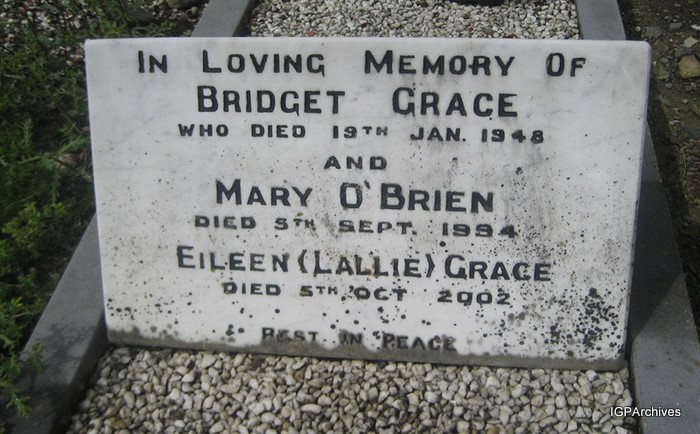 IN LOVING MEMORY OF
BRIDGET GRACE
WHO DIED 19TH JAN. 1948
AND
MARY O'BRIEN
DIED 5TH SEPT. 1994
EILEEN (LALLIE) GRACE
DIED 5TH OCT 2002
REST IN PEACE
IGPArchives